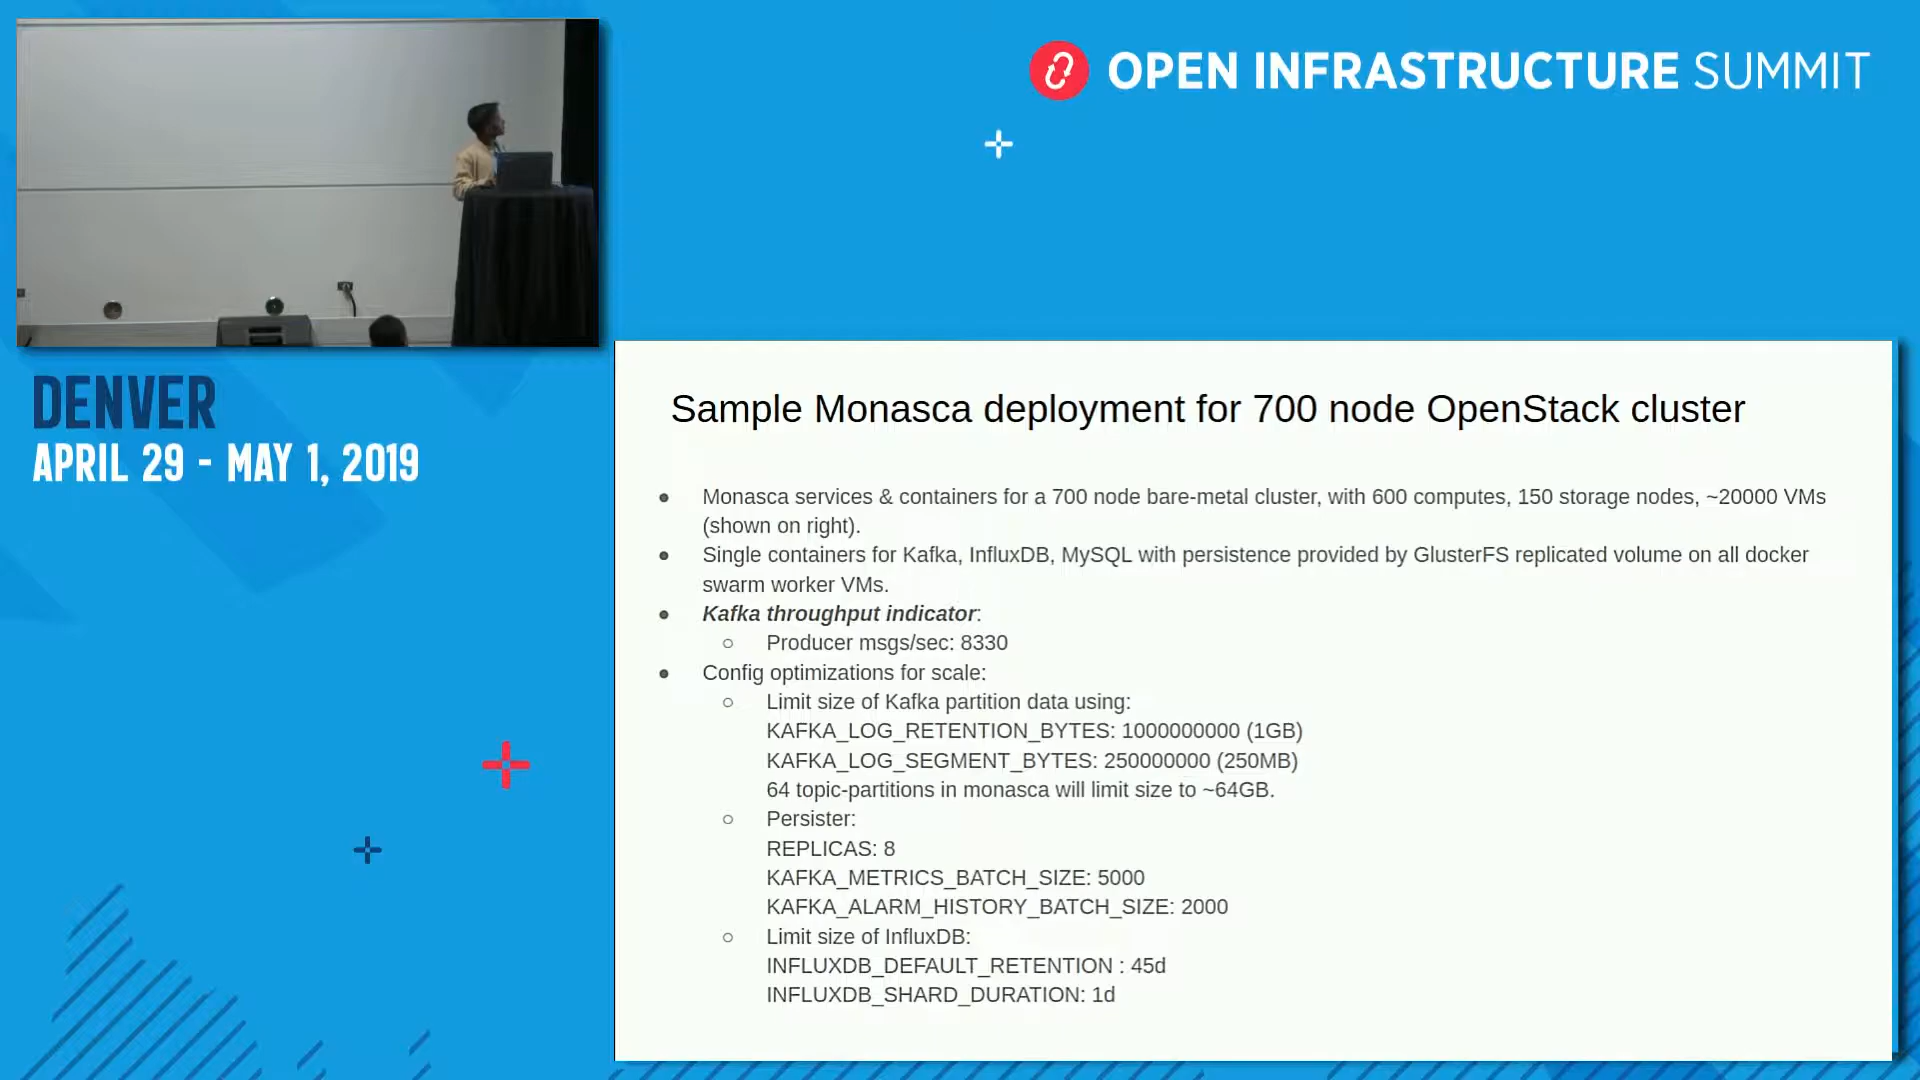 OPEN INFRASTRUCTURE SUMMIT
DENVER
APRIL 29 - MAY 1, 2019
Sample Monasca deployment for 700 node OpenStack cluster
● Monasca services & containers for a 700 node bare-metal cluster, with 600 computes, 150 storage nodes, ~20000 VMs
(shown on right).
● Single containers for Kafka, InfluxDB, MySQL with persistence provided by GlusterFS replicated volume on all docker
swarm worker VMs.
● Kafka throughput indicator:
○ Producer msgs/sec: 8330
● Config optimizations for scale:
○ Limit size of Kafka partition data using:
KAFKA_LOG_RETENTION_BYTES: 1000000000 (1GB)
KAFKA_LOG_SEGMENT_BYTES: 250000000 (250MB)
64 topic-partitions in monasca will limit size to ~64GB.
○ Persister:
REPLICAS: 8
KAFKA_METRICS_BATCH_SIZE: 5000
KAFKA_ALARM_HISTORY_BATCH_SIZE: 2000
○ Limit size of InfluxDB:
INFLUXDB_DEFAULT_RETENTION : 45d
INFLUXDB_SHARD_DURATION: 1d